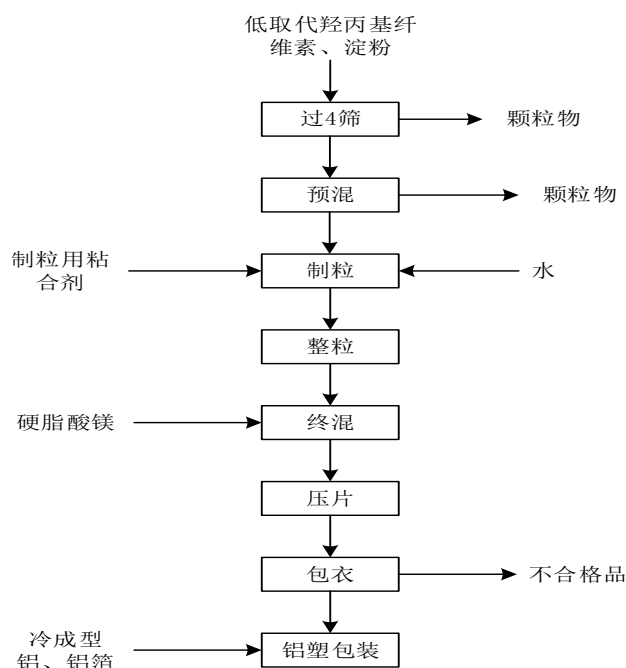 低取代羟丙基纤
维素、淀粉
过4筛
颗粒物
预混
颗粒物
制粒用粘
合剂
制粒
水
整粒
硬脂酸镁
终混
压片
包衣
不合格品
冷成型
铝、铝箔
铝塑包装